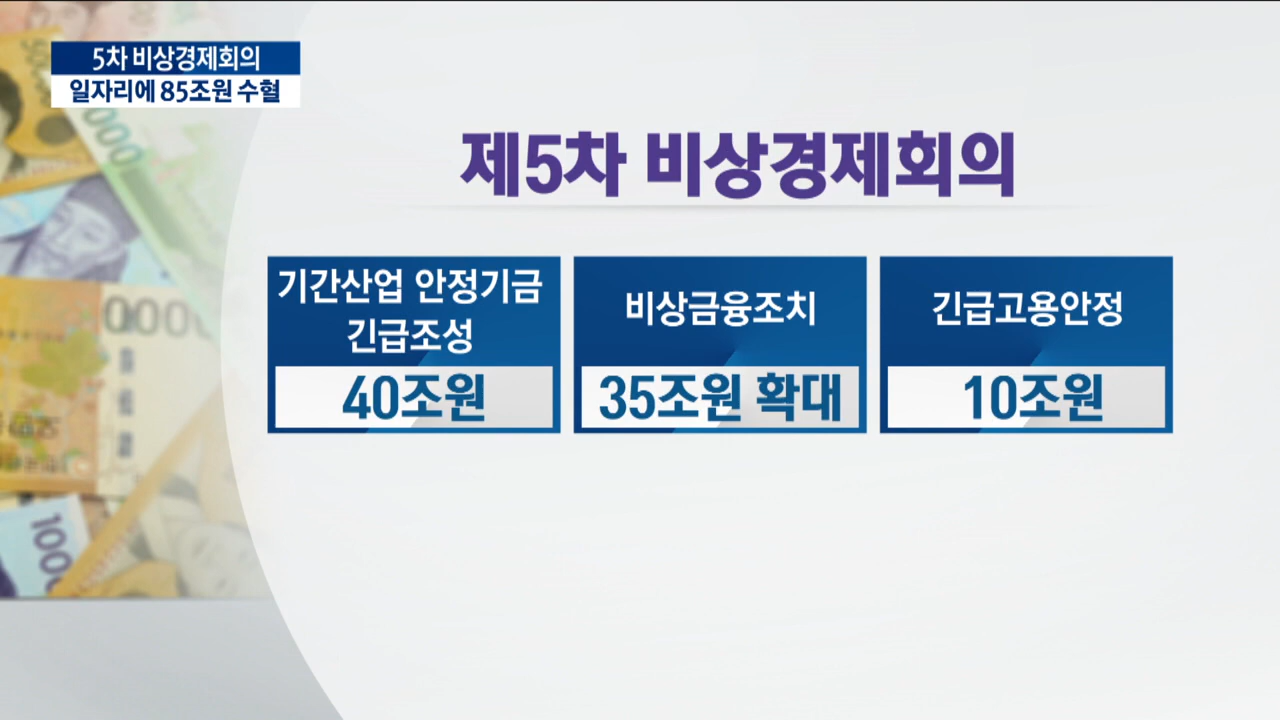 5차 비상경제회의
일자리에 85조원 수혈
제5차 비상경제회의
기간산업 안정기금
긴급조성
40조원
비상금융조치
35조원 확대
긴급고용안정
10조원
000
0000
1000